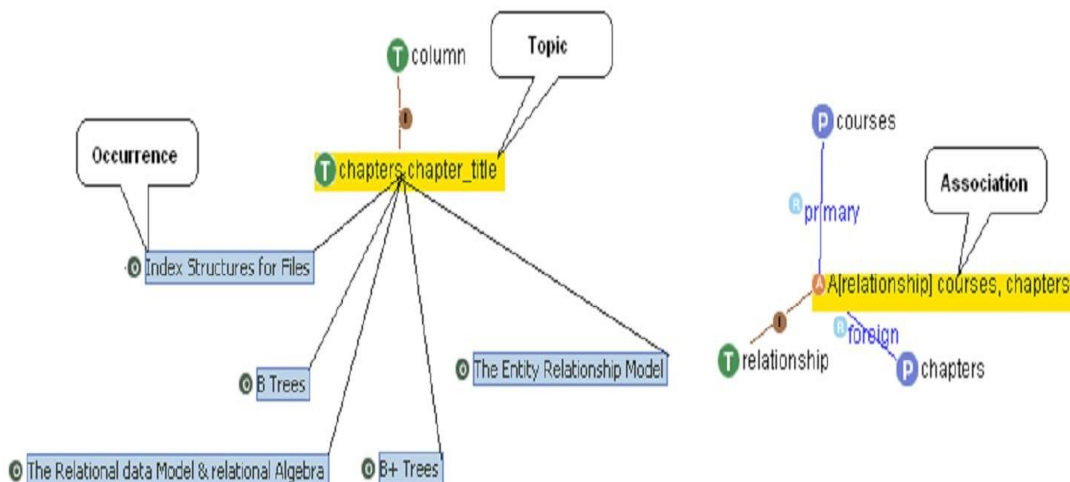 Topic
T column
I
Occurrence
T chapters.chapter_title
O Index Structures for Files
O B Trees
O The Entity Relationship Model
O The Relational data Model & relational Algebra
O B+ Trees
P courses
Association
R primary
A A[relationship] courses, chapters
I
R foreign
T relationship
P chapters